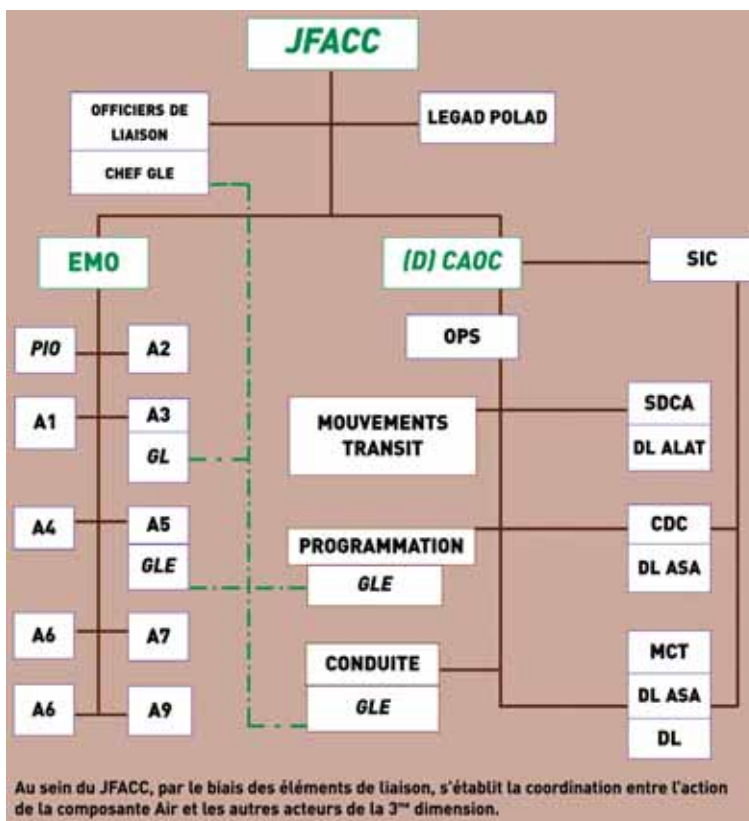 JFACC
OFFICIERS DE
LIAISON
CHEF GLE
LEGAD POLAD
EMO
(D) CAOC
SIC
PIO
A2
OPS
A1
A3
GL
MOUVEMENTS
TRANSIT
SDCA
DL ALAT
A4
A5
GLE
PROGRAMMATION
GLE
CDC
DL ASA
A6
A7
CONDUITE
GLE
MCT
DL ASA
DL
A6
A9
Au sein du JFACC, par le biais des éléments de liaison, s'établit la coordination entre l'action
de la composante Air et les autres acteurs de la 3ème dimension.